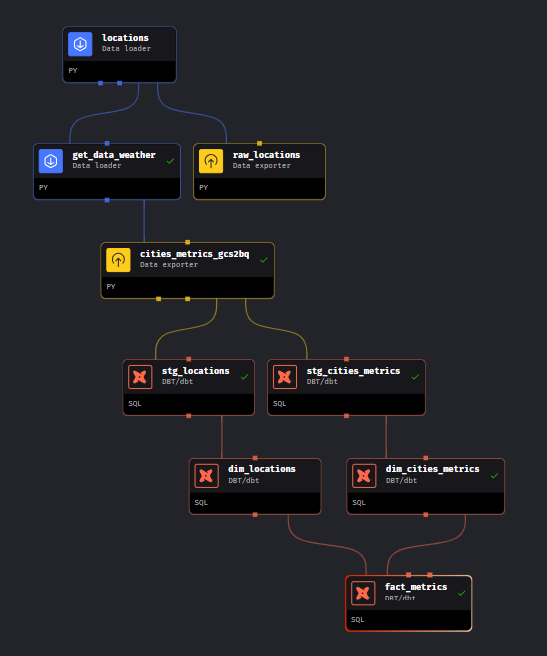 locations
Data loader
PY
get_data_weather
Data loader
PY
raw_locations
Data exporter
PY
cities_metrics_gcs2bq
Data exporter
PY
stg_locations
DBT/dbt
SQL
stg_cities_metrics
DBT/dbt
SQL
dim_locations
DBT/dbt
SQL
dim_cities_metrics
DBT/dbt
SQL
fact_metrics
DBT/dbt
SQL